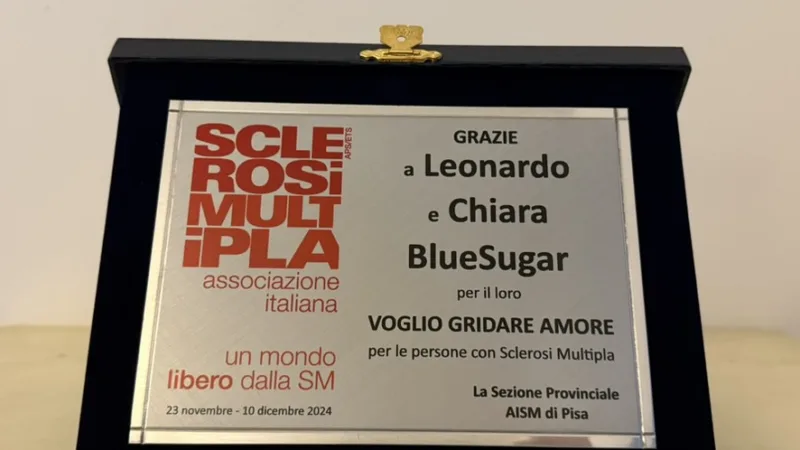 SCLE
ROSi
MULT
iPLA
APS/ETS
associazione
italiana
un mondo
libero dalla SM
23 novembre - 10 dicembre 2024
GRAZIE
a Leonardo
e Chiara
BlueSugar
per il loro
VOGLIO GRIDARE AMORE
per le persone con Sclerosi Multipla
La Sezione Provinciale
AISM di Pisa